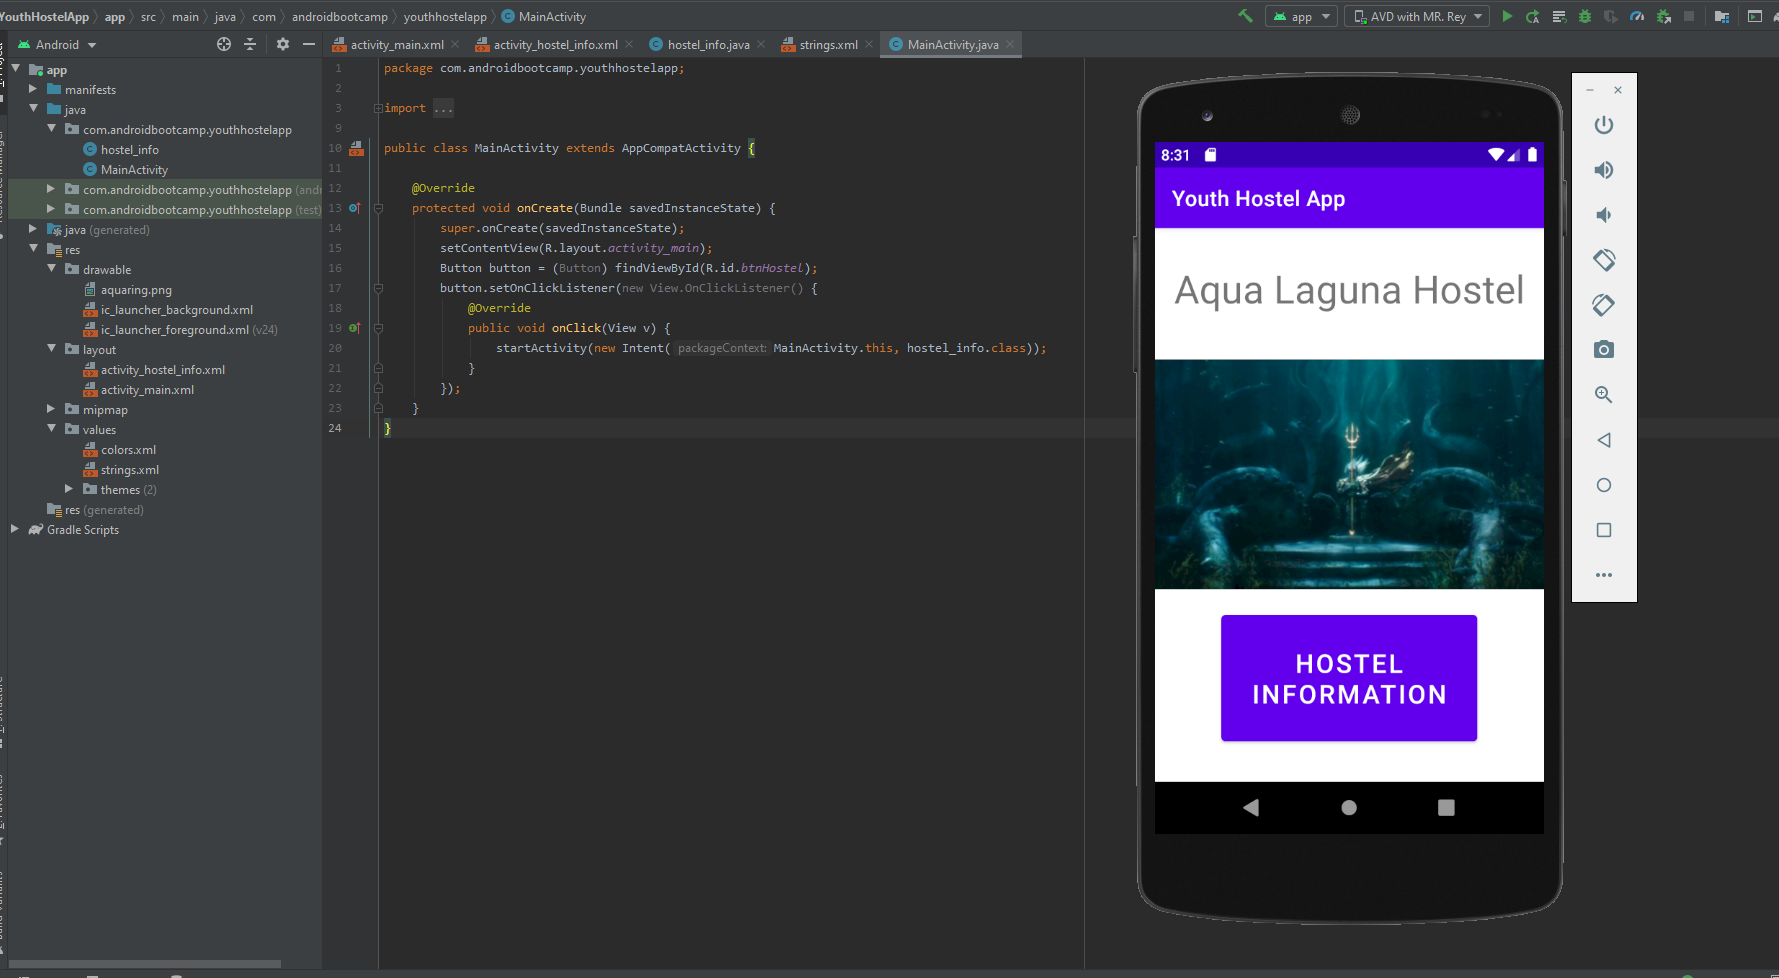 YouthHostelApp app src main java com androidbootcamp youthhostelapp MainActivity
app AVD with MR. Rey
Android
activity_main.xml activity_hostel_info.xml hostel_info.java strings.xml MainActivity.java
app
manifests
java
com.androidbootcamp.youthhostelapp
hostel_info
MainActivity
com.androidbootcamp.youthhostelapp (andr
com.androidbootcamp.youthhostelapp (test)
java (generated)
res
drawable
aquaring.png
ic_launcher_background.xml
ic_launcher_foreground.xml (v24)
layout
activity_hostel_info.xml
activity_main.xml
mipmap
values
colors.xml
strings.xml
themes (2)
res (generated)
Gradle Scripts
1 package com.androidbootcamp.youthhostelapp;
2
3 import ...
9
10 public class MainActivity extends AppCompatActivity {
11
12 @Override
13 protected void onCreate(Bundle savedInstanceState) {
14 super.onCreate(savedInstanceState);
15 setContentView(R.layout.activity_main);
16 Button button = (Button) findViewById(R.id.btnHostel);
17 button.setOnClickListener(new View.OnClickListener() {
18 @Override
19 public void onClick(View v) {
20 startActivity(new Intent( packageContext: MainActivity.this, hostel_info.class));
21 }
22 });
23 }
24 }
8:31
Youth Hostel App
Aqua Laguna Hostel
HOSTEL
INFORMATION